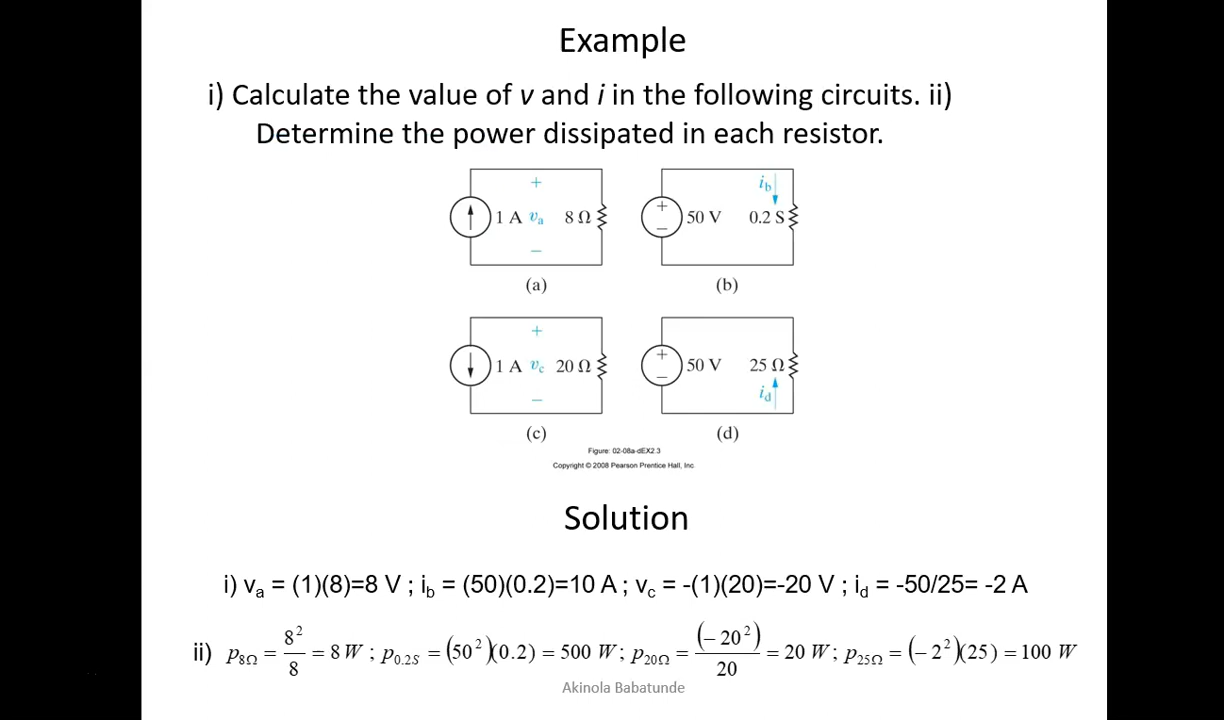 Example
i) Calculate the value of v and i in the following circuits. ii)
Determine the power dissipated in each resistor.
+ i_b
+ 1 A v_a 8 Ω + 50 V 0.2 S
− −
(a) (b)
+
1 A v_c 20 Ω + 50 V 25 Ω
− − i_d
(c) (d)
Figure: 02-08a-dEX2.3
Copyright © 2008 Pearson Prentice Hall, Inc.
Solution
i) v_a = (1)(8)=8 V ; i_b = (50)(0.2)=10 A ; v_c = -(1)(20)=-20 V ; i_d = -50/25= -2 A
ii) p_8Ω = 8²/8 = 8 W ; p_0.2S = (50²)(0.2) = 500 W ; p_20Ω = (−20²)/20 = 20 W ; p_25Ω = (−2²)(25) = 100 W
Akinola Babatunde